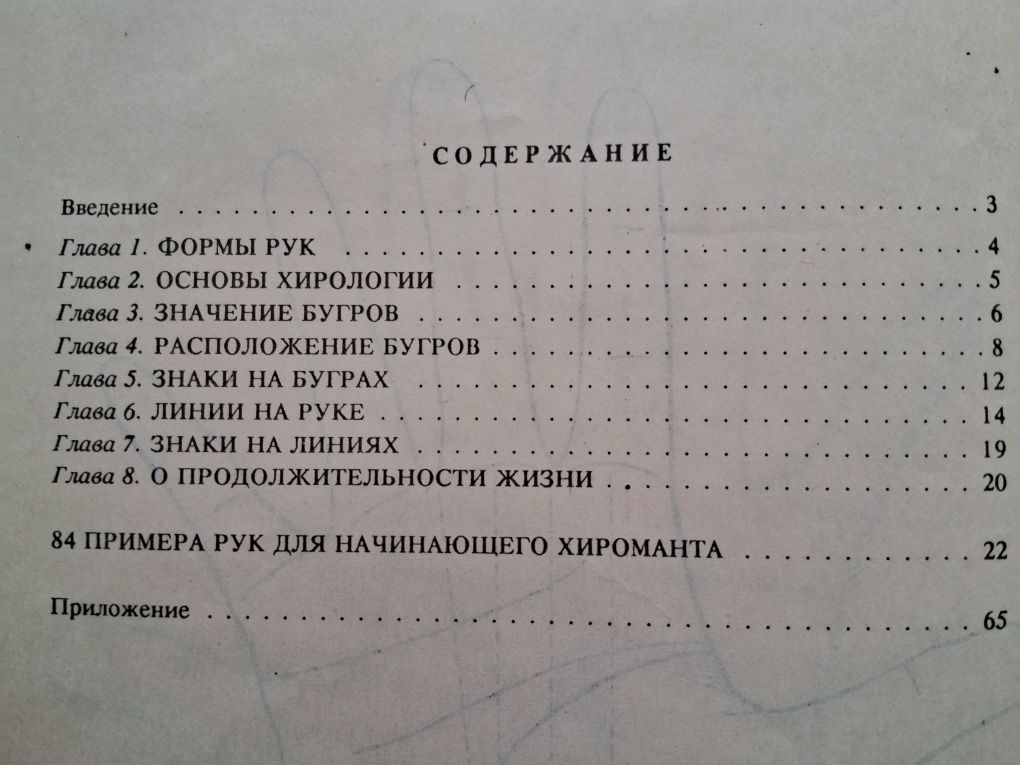 СОДЕРЖАНИЕ
Введение . . . . . . . . . . . . . . . . . . . . . . . . . . . . . . . . . . . . . . . . . . . . 3
Глава 1. ФОРМЫ РУК . . . . . . . . . . . . . . . . . . . . . . . . . . . . . . . . . . . 4
Глава 2. ОСНОВЫ ХИРОЛОГИИ . . . . . . . . . . . . . . . . . . . . . . . . . . . . . 5
Глава 3. ЗНАЧЕНИЕ БУГРОВ . . . . . . . . . . . . . . . . . . . . . . . . . . . . . . . 6
Глава 4. РАСПОЛОЖЕНИЕ БУГРОВ . . . . . . . . . . . . . . . . . . . . . . . . . . . 8
Глава 5. ЗНАКИ НА БУГРАХ . . . . . . . . . . . . . . . . . . . . . . . . . . . . . . . 12
Глава 6. ЛИНИИ НА РУКЕ . . . . . . . . . . . . . . . . . . . . . . . . . . . . . . . . 14
Глава 7. ЗНАКИ НА ЛИНИЯХ . . . . . . . . . . . . . . . . . . . . . . . . . . . . . . 19
Глава 8. О ПРОДОЛЖИТЕЛЬНОСТИ ЖИЗНИ . . . . . . . . . . . . . . . . . . . . 20
84 ПРИМЕРА РУК ДЛЯ НАЧИНАЮЩЕГО ХИРОМАНТА . . . . . . . . . . . . . 22
Приложение . . . . . . . . . . . . . . . . . . . . . . . . . . . . . . . . . . . . . . . . . 65